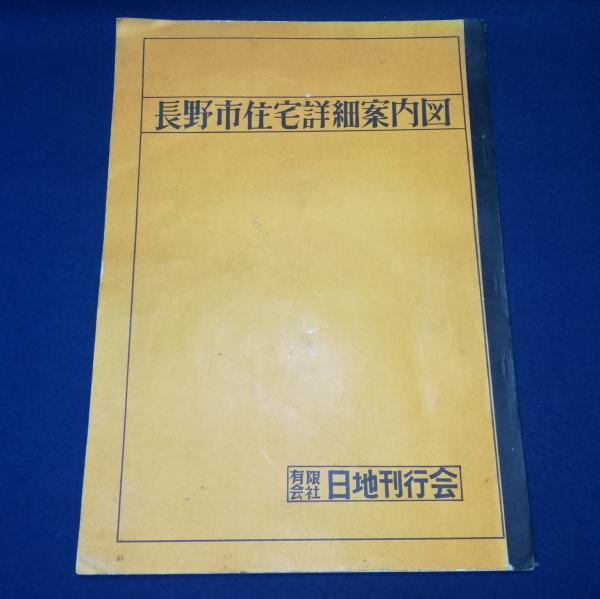 長野市住宅詳細案内図
有限会社 日地刊行会